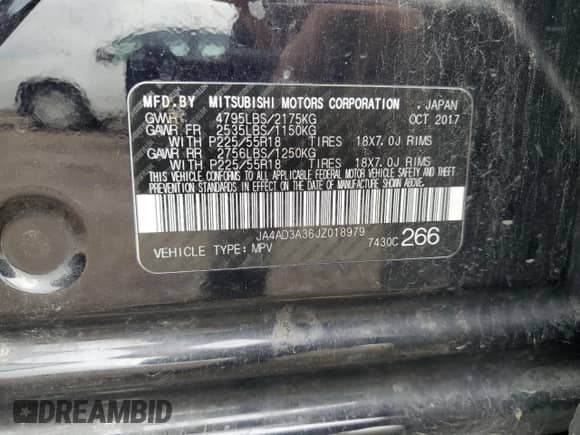 MFD.BY MITSUBISHI MOTORS CORPORATION . JAPAN
GVWR 4795LBS/2175KG OCT 2017
GAWR FR 2535LBS/1150KG
WITH P225/55R18 TIRES 18X7.0J RIMS
GAWR RR 2756LBS/1250KG
WITH P225/55R18 TIRES 18X7.0J RIMS
THIS VEHICLE CONFORMS TO ALL APPLICABLE FEDERAL MOTOR VEHICLE SAFETY AND
THEFT PREVENTION STANDARDS IN EFFECT ON THE DATE OF MANUFACTURE SHOWN ABOVE.
JA4AD3A36JZ018979
VEHICLE TYPE: MPV 7430C 266
DREAMBID